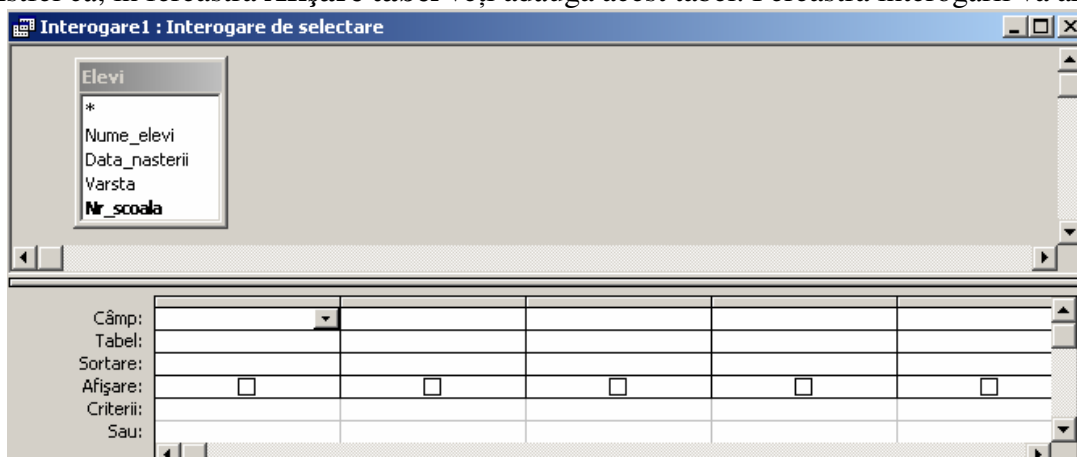 Interogare1 : Interogare de selectare
Elevi
*
Nume_elevi
Data_nasterii
Varsta
Nr_scoala
Câmp:
Tabel:
Sortare:
Afişare:
Criterii:
Sau: